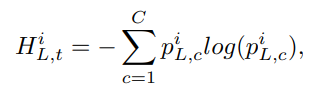 H^i_{L,t} = - \sum_{c=1}^{C} p^i_{L,c} log(p^i_{L,c}),